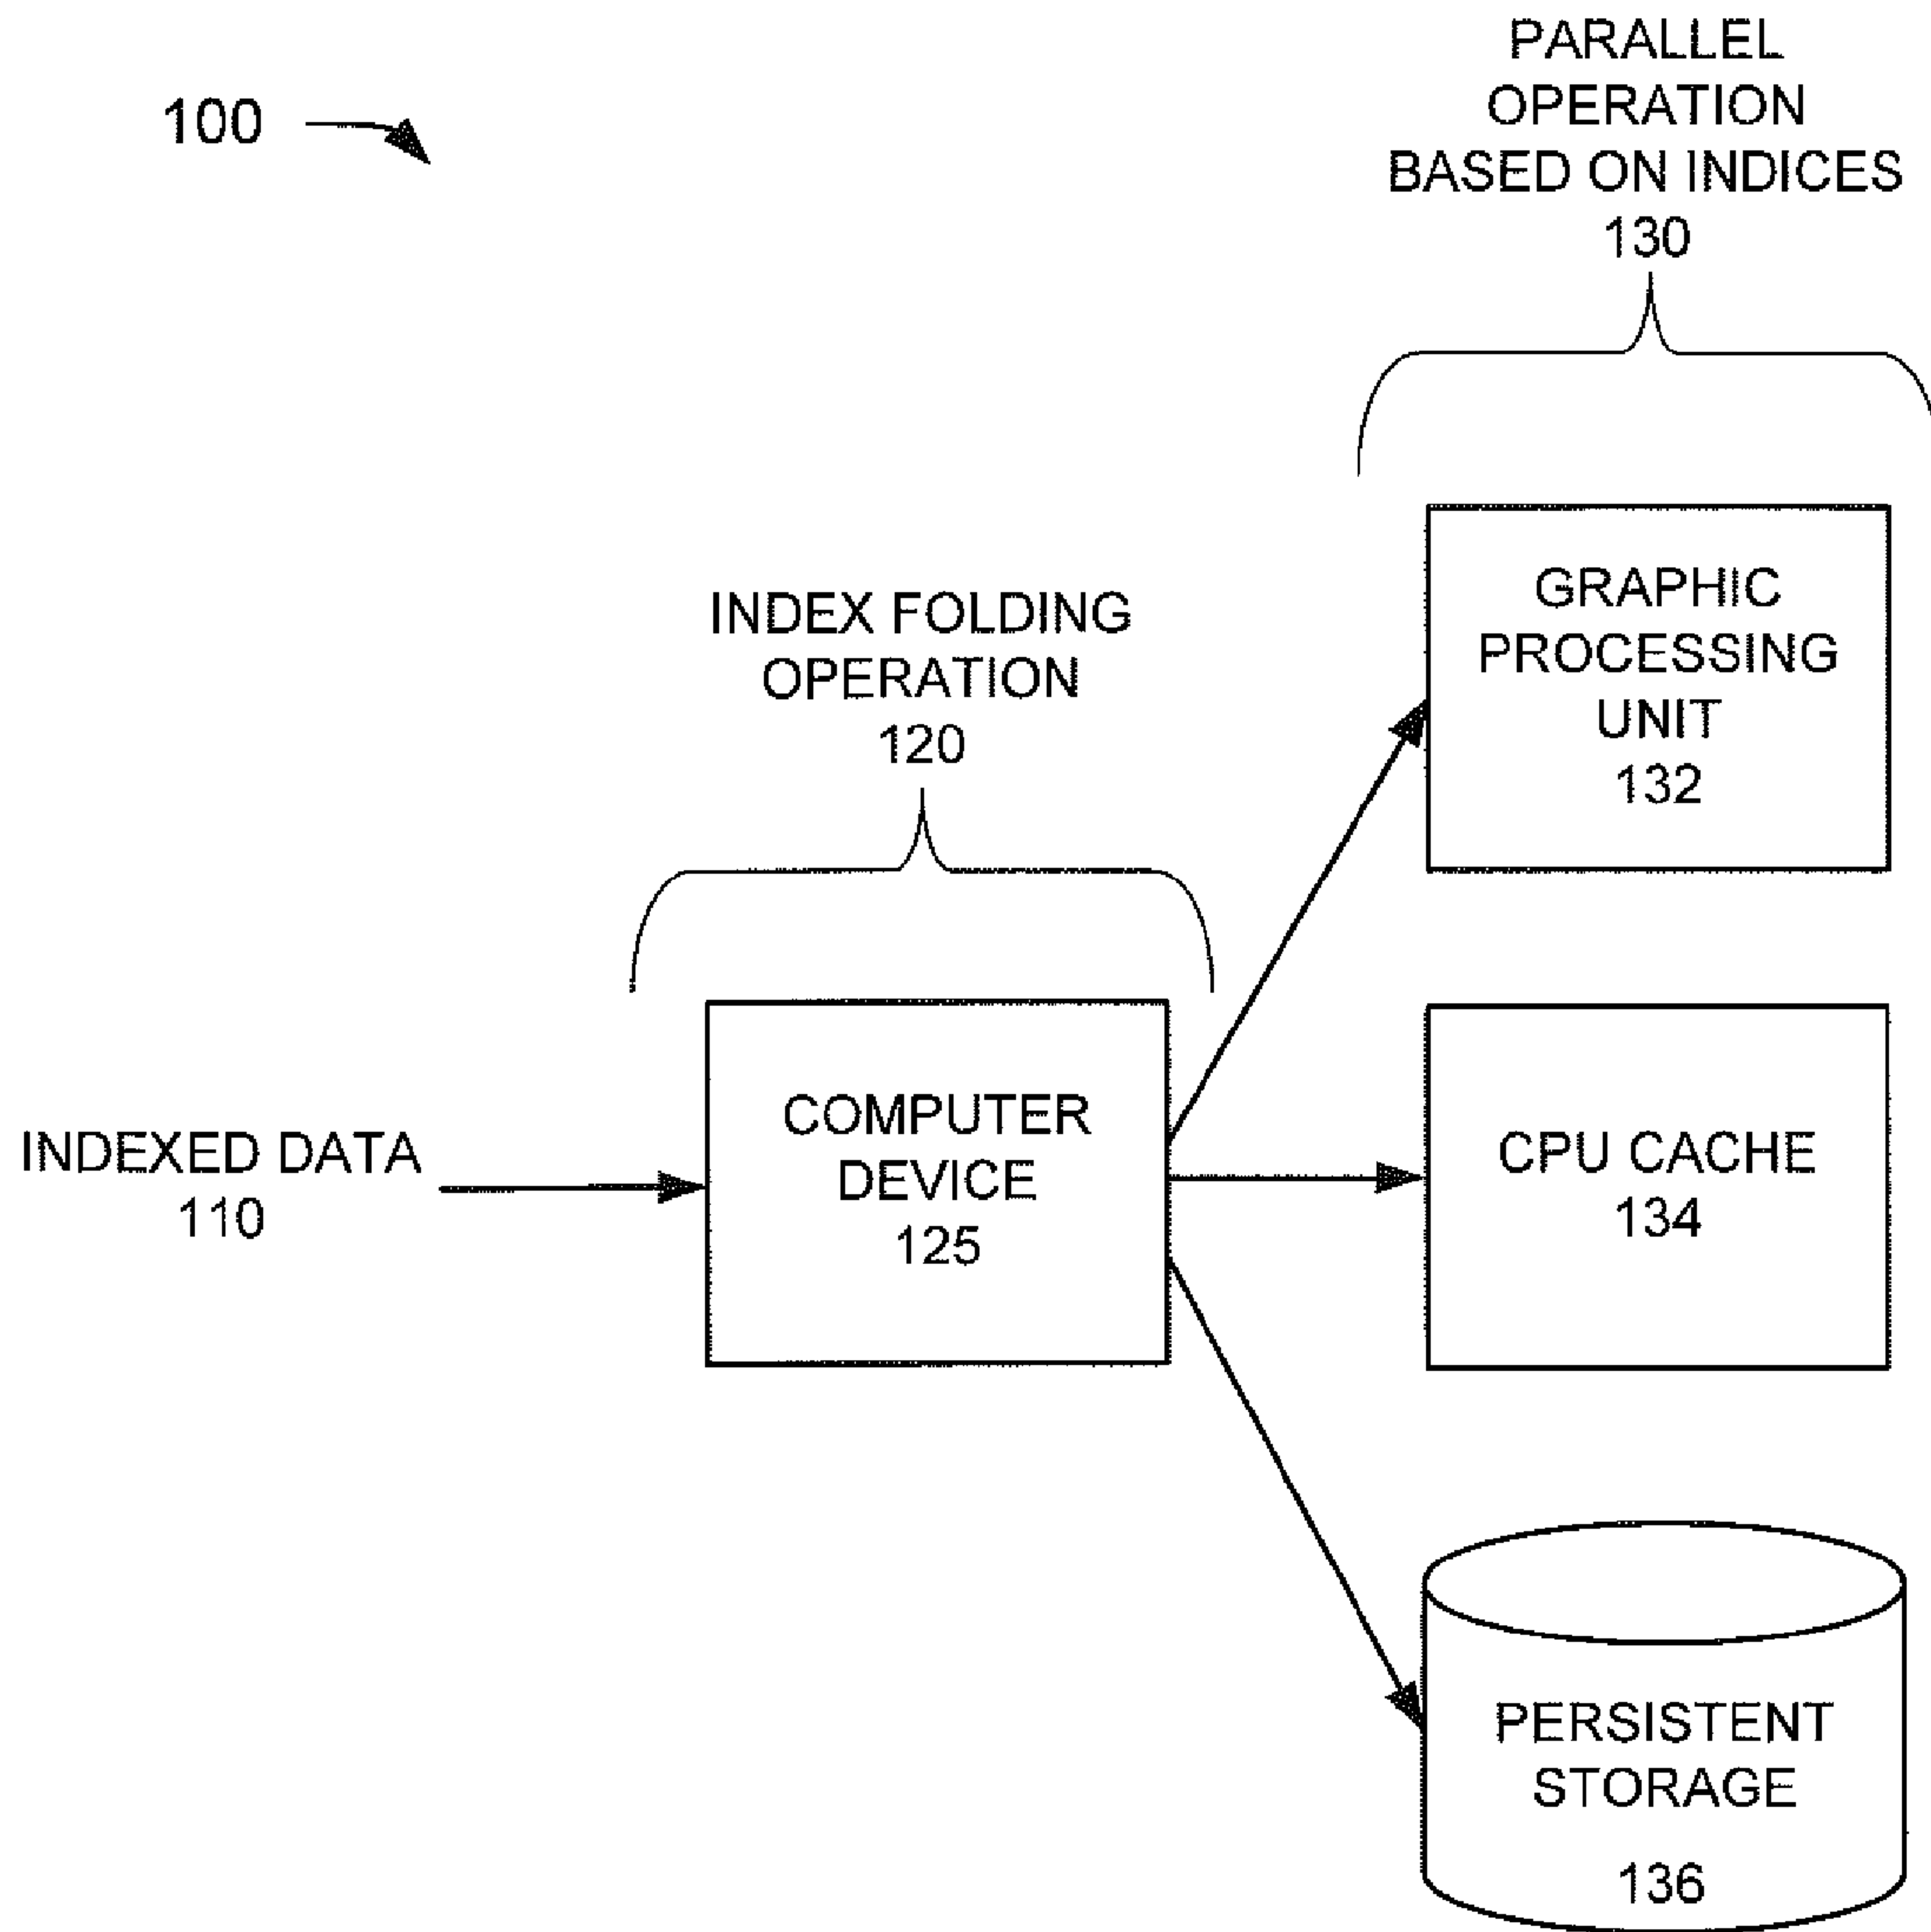 100
PARALLEL
OPERATION
BASED ON INDICES
130
INDEX FOLDING
OPERATION
120
GRAPHIC
PROCESSING
UNIT
132
INDEXED DATA
110
COMPUTER
DEVICE
125
CPU CACHE
134
PERSISTENT
STORAGE
136